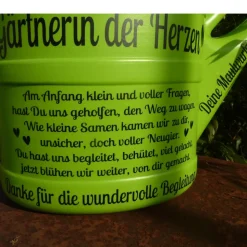 Gärtnerin der Herzen
Am Anfang klein und voller Fragen,
hast Du uns geholfen, den Weg zu wagen.
Wie kleine Samen kamen wir zu dir,
unsicher, doch voller Neugier.
Du hast uns begleitet, behütet, viel gelacht,
jetzt blühen wir weiter, von dir gemacht.
Danke für die wundervolle Begleitung
Deine